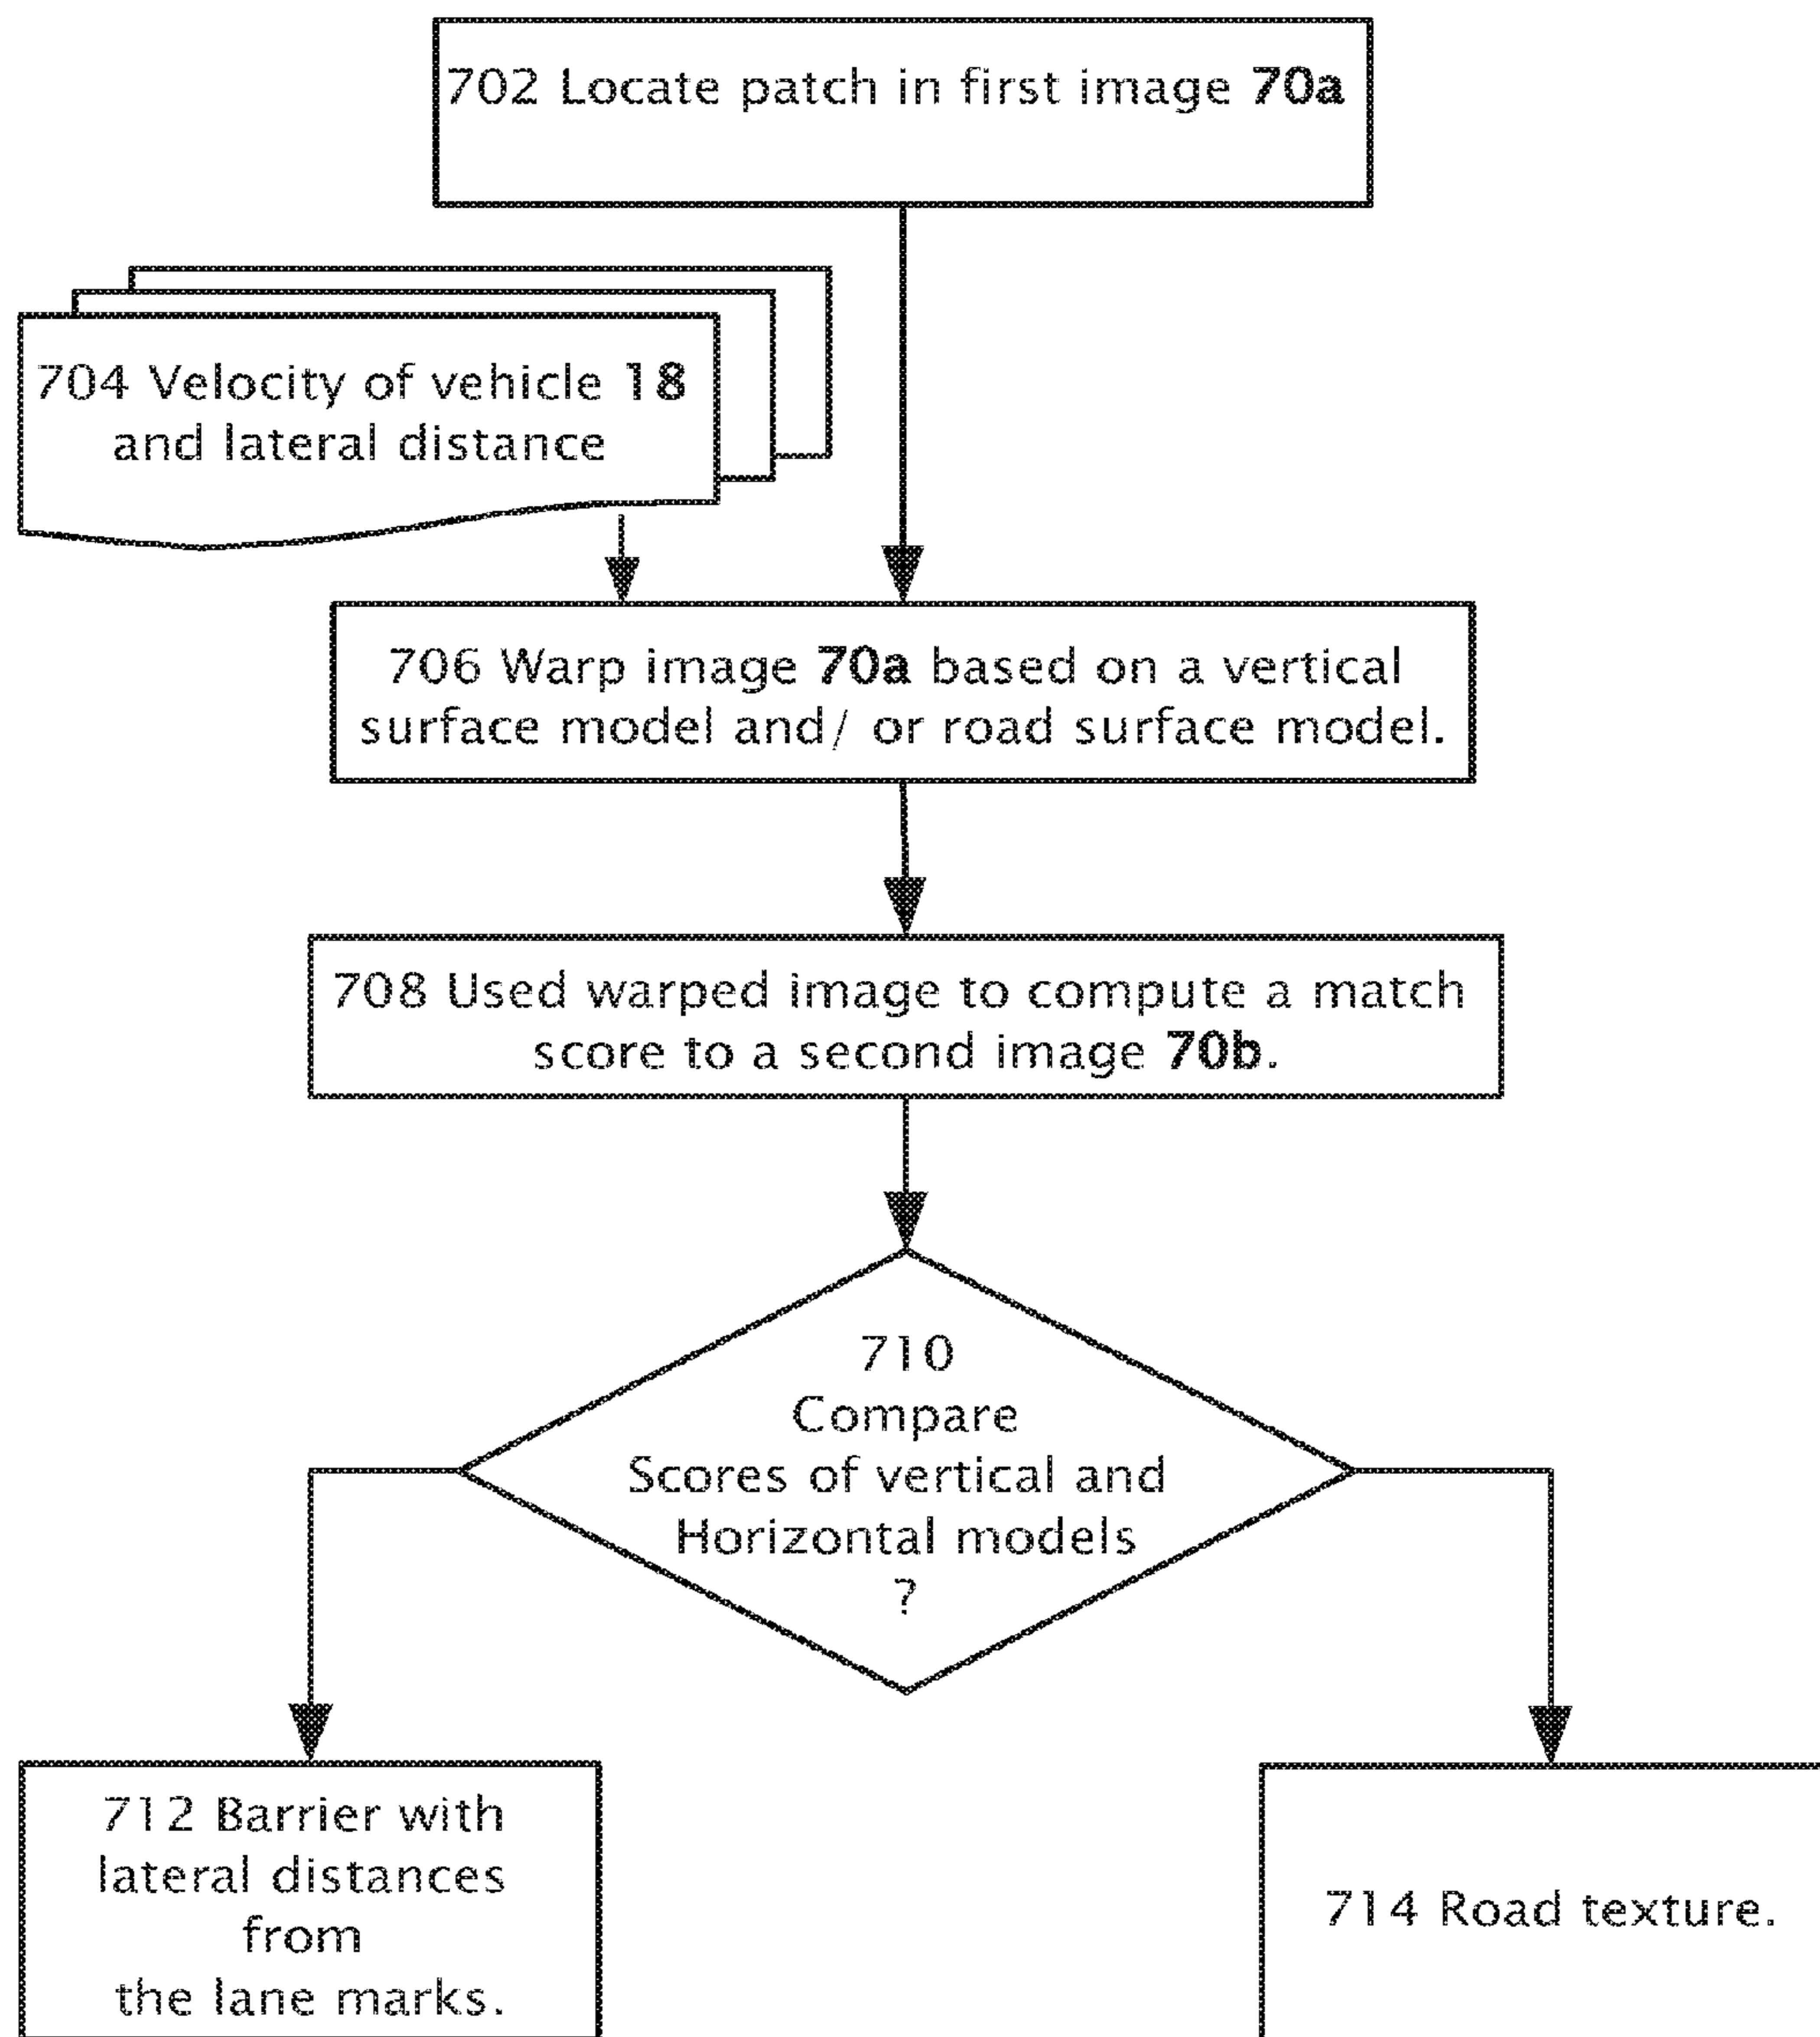 702 Locate patch in first image 70a
704 Velocity of vehicle 18
and lateral distance
706 Warp image 70a based on a vertical
surface model and/ or road surface model.
708 Used warped image to compute a match
score to a second image 70b.
710
Compare
Scores of vertical and
Horizontal models
?
712 Barrier with
lateral distances
from
the lane marks.
714 Road texture.